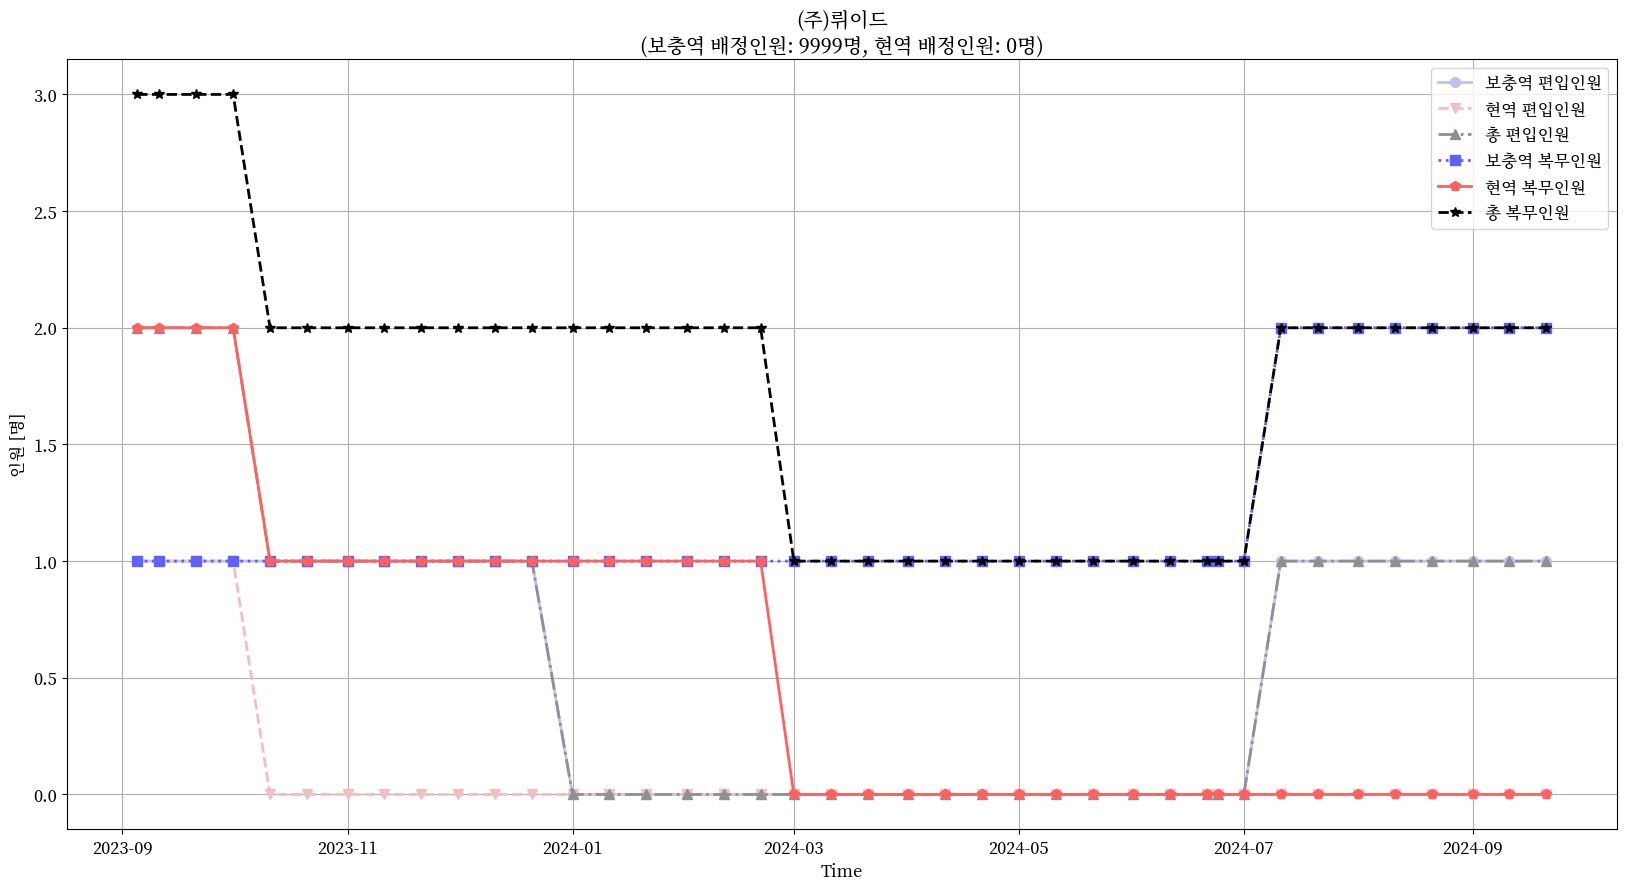 (주)뤼이드
(보충역 배정인원: 9999명, 현역 배정인원: 0명)
보충역 편입인원
현역 편입인원
총 편입인원
보충역 복무인원
현역 복무인원
총 복무인원
3.0
2.5
2.0
1.5
1.0
0.5
0.0
인원 [명]
2023-09
2023-11
2024-01
2024-03
2024-05
2024-07
2024-09
Time